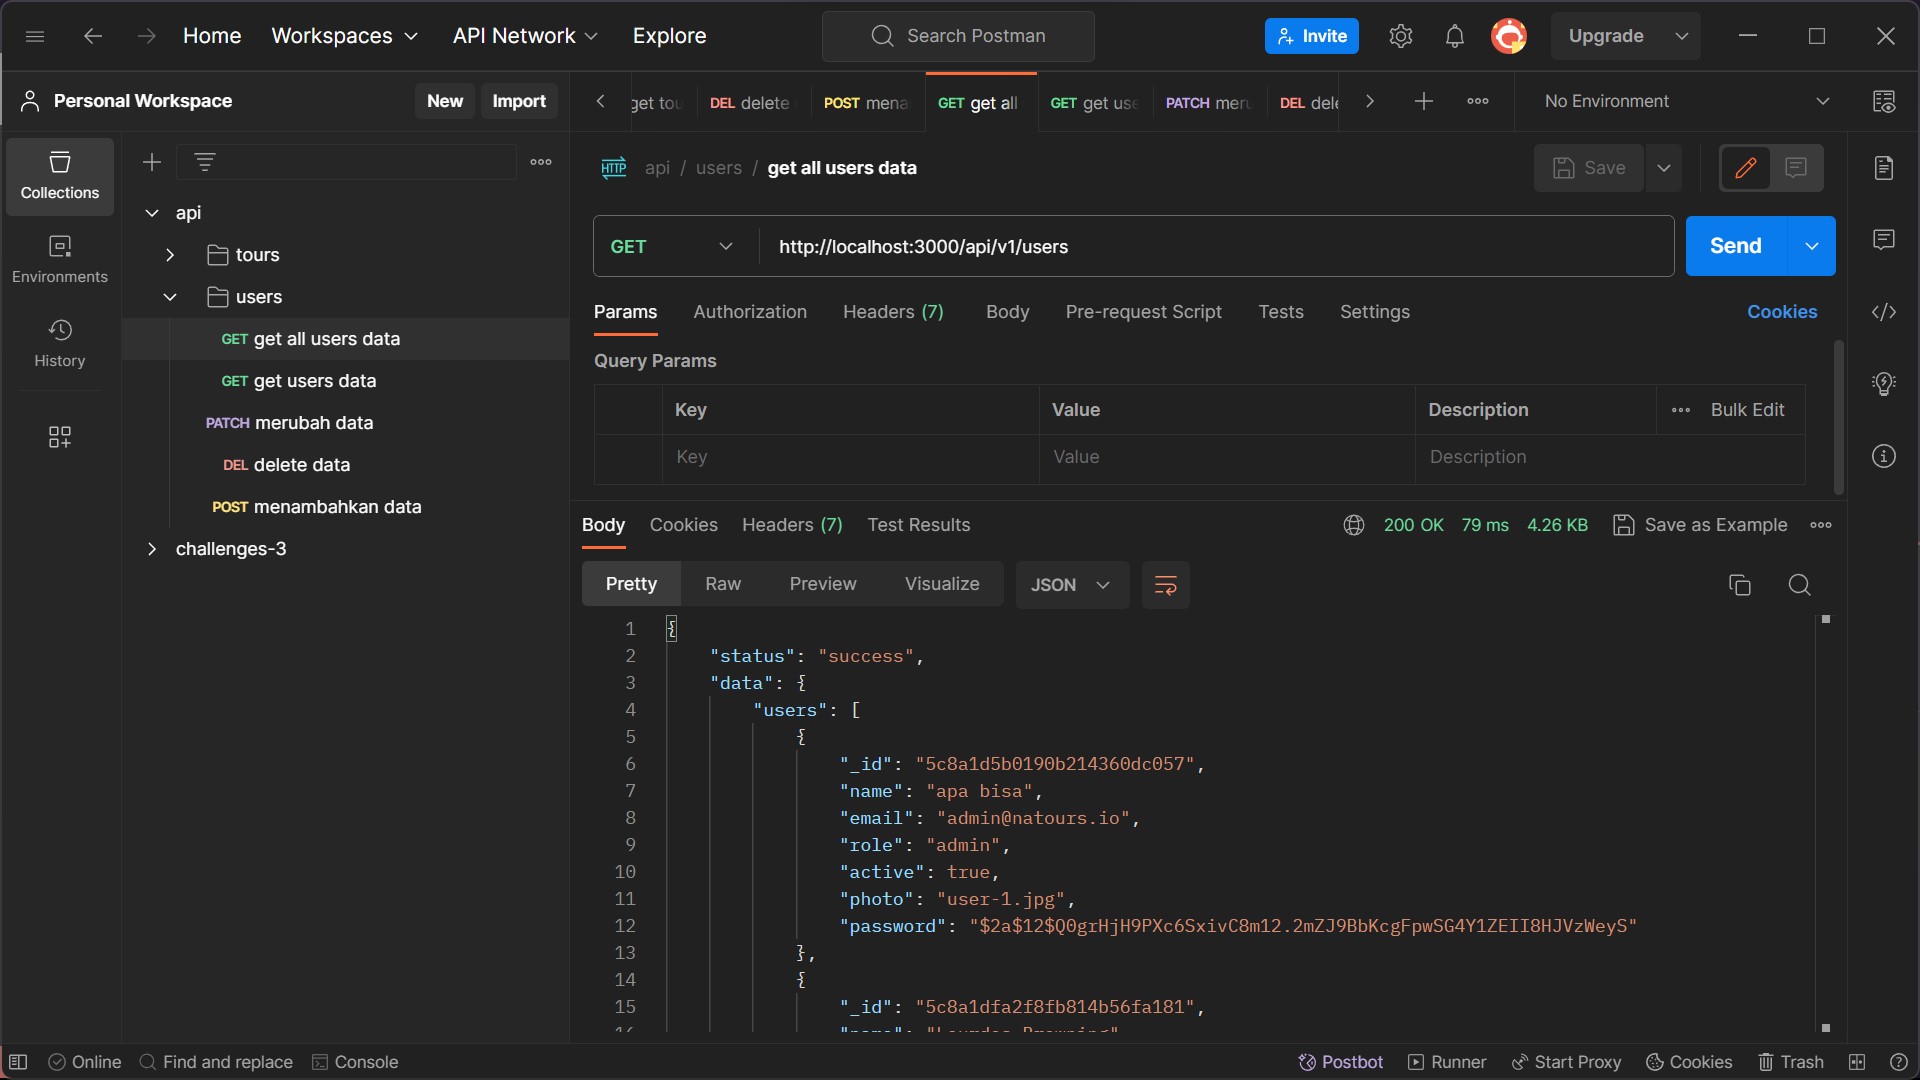 Home Workspaces API Network Explore Search Postman Invite Upgrade
Personal Workspace New Import
get tou DEL delete POST mena GET get all GET get use PATCH meru DEL dele No Environment
Collections
Environments
History
api
tours
users
GET get all users data
GET get users data
PATCH merubah data
DEL delete data
POST menambahkan data
challenges-3
HTTP api / users / get all users data Save
GET http://localhost:3000/api/v1/users Send
Params Authorization Headers (7) Body Pre-request Script Tests Settings Cookies
Query Params
Key Value Description Bulk Edit
Key Value Description
Body Cookies Headers (7) Test Results 200 OK 79 ms 4.26 KB Save as Example
Pretty Raw Preview Visualize JSON
1 {
2 "status": "success",
3 "data": {
4 "users": [
5 {
6 "_id": "5c8a1d5b0190b214360dc057",
7 "name": "apa bisa",
8 "email": "admin@natours.io",
9 "role": "admin",
10 "active": true,
11 "photo": "user-1.jpg",
12 "password": "$2a$12$Q0grHjH9PXc6SxivC8m12.2mZJ9BbKcgFpwSG4Y1ZEII8HJVzWeyS"
13 },
14 {
15 "_id": "5c8a1dfa2f8fb814b56fa181",
Online Find and replace Console Postbot Runner Start Proxy Cookies Trash